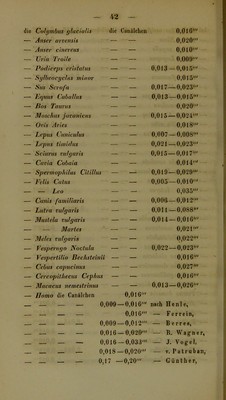 — 42 —
die Colymbus glacialis die Canälchen 0,016'''
— Anser arvensis — — 0,020'''
— Anser cinereus — — 0,010'''
— Uria Troile — — 0,009'''
— Podiceps cristatus — — 0,013—0,015'''
— Sylbeocyclus minor — — 0,015'''
— Sus Scrofa — — 0,017—0,023'''
— Equus Caballus — — 0,013—0,025'''
— Bos Taurus — — 0,020'''
— Moschus javanicus — — 0,015—0,024'''
— Ovis Aries — — 0,018'''
— Lepus Cuniculus — — 0,007—0,008'''
— Lepus timidus — — 0,021—0,023'''
— Sciurus vulgaris — — 0,015—0,017'''
— Cavia Cobaia — — 0,014'''
— Spermophilus Citillus — — 0,019—0,029'''
— Felis Catus — — 0,005—0,010'''
— — Leo — — 0,035'''
— Canis familiaris — — 0,006—0,012'''
— Lutra vulgaris — — 0,011—0,088'''
— Mustela vulgaris — — 0,014—0,016'''
— — Martes — — 0,021'''
— Meles vulgaris — — 0,022'''
— Vesperugo Noctula — — 0,022—0,023'''
— Vespertilio Bechsteinii — — 0,016'''
— Cebus capucinus — — 0,027'''
— Cercopithecus Cephus — — 0,016'''
— Macacus nemestrinus — — 0,013—0,026'''
— Homo die Canälchen 0,016'''
— — — 0,009—0,016''' nach Henle,
— — — 0,016''' — Ferrein,
— — — 0,009—0,012''' — Berres,
— — — 0,016—0,020''' — R. Wagner,
— — — 0,016—0,033''' — J. Vogel,
— — — 0,018—0,020''' — v. Patruban,
— — — 0,17 —0,20''' — Günther,